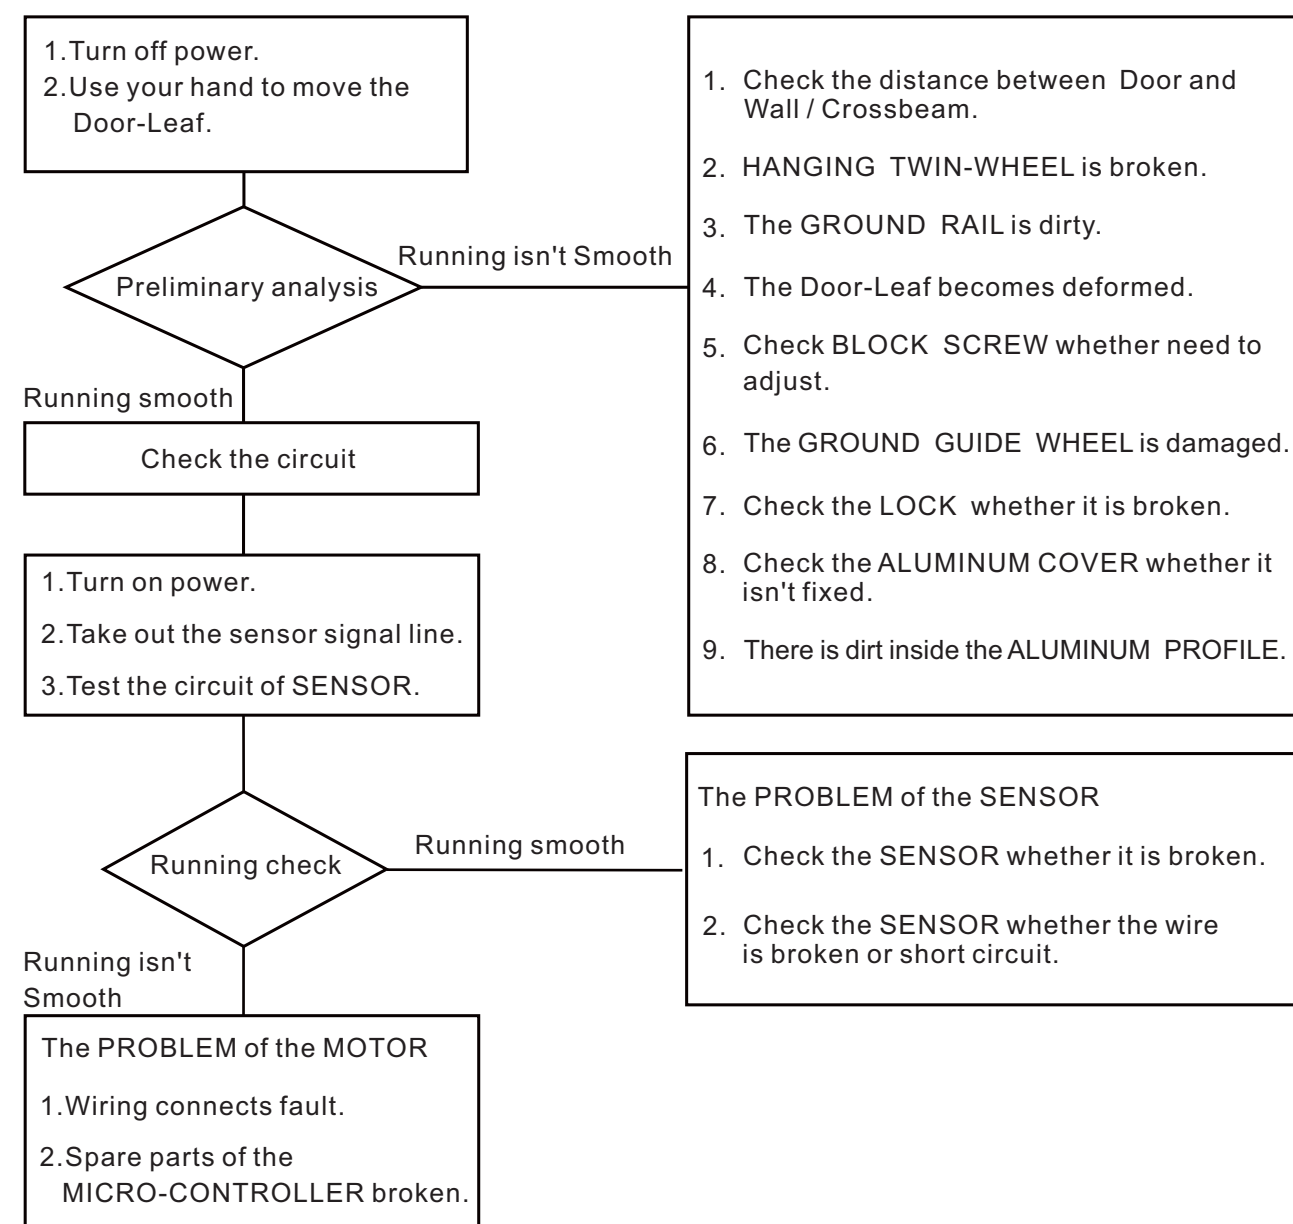 1.Turn off power.
2.Use your hand to move the
Door-Leaf.
Preliminary analysis
Running isn't Smooth
1. Check the distance between Door and
Wall / Crossbeam.
2. HANGING TWIN-WHEEL is broken.
3. The GROUND RAIL is dirty.
4. The Door-Leaf becomes deformed.
5. Check BLOCK SCREW whether need to
adjust.
6. The GROUND GUIDE WHEEL is damaged.
7. Check the LOCK whether it is broken.
8. Check the ALUMINUM COVER whether it
isn't fixed.
9. There is dirt inside the ALUMINUM PROFILE.
Running smooth
Check the circuit
1.Turn on power.
2.Take out the sensor signal line.
3.Test the circuit of SENSOR.
Running check
Running smooth
The PROBLEM of the SENSOR
1. Check the SENSOR whether it is broken.
2. Check the SENSOR whether the wire
is broken or short circuit.
Running isn't
Smooth
The PROBLEM of the MOTOR
1.Wiring connects fault.
2.Spare parts of the
MICRO-CONTROLLER broken.